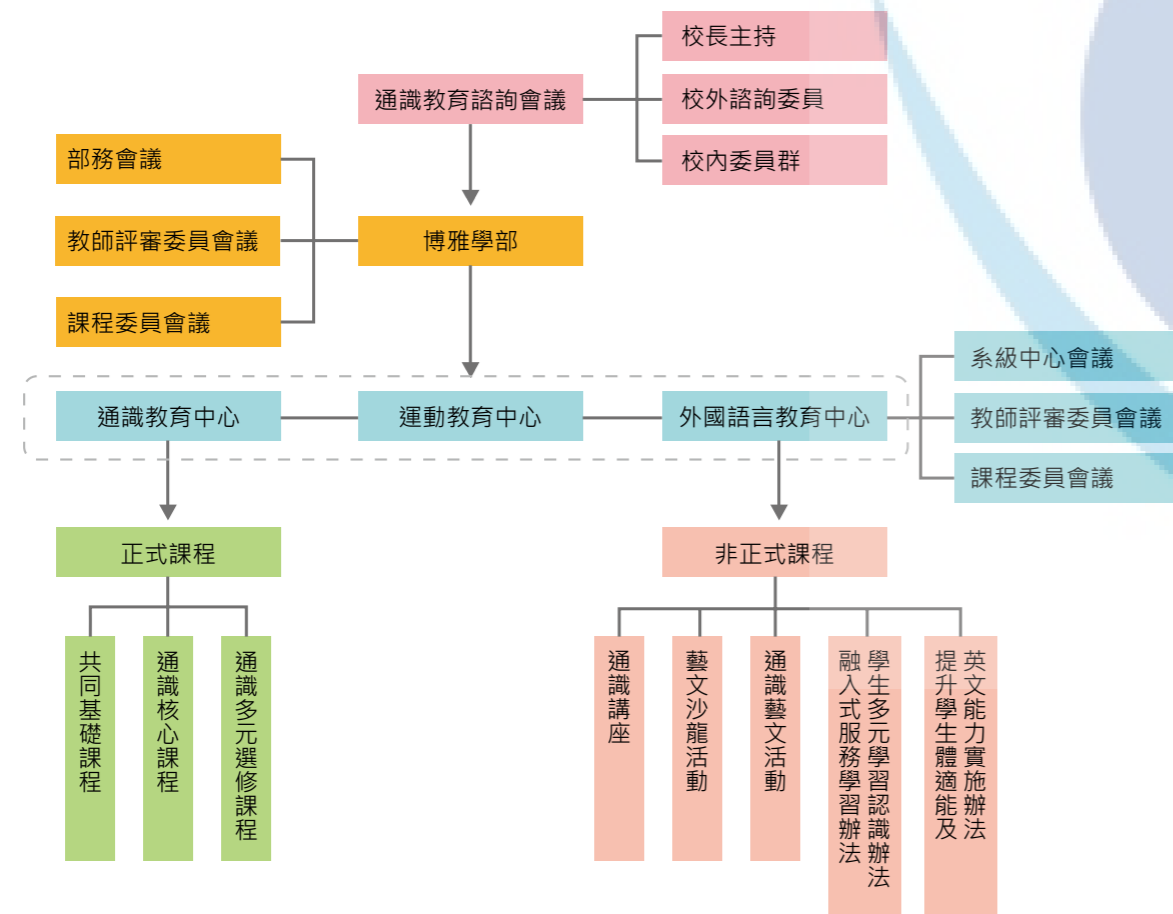 校長主持
通識教育諮詢會議
校外諮詢委員
校內委員群
部務會議
教師評審委員會議
博雅學部
課程委員會議
系級中心會議
通識教育中心
運動教育中心
外國語言教育中心
教師評審委員會議
課程委員會議
正式課程
非正式課程
共同基礎課程
通識核心課程
通識多元選修課程
通識講座
藝文沙龍活動
通識藝文活動
學生多元學習認識辦法
融入式服務學習辦法
英文能力實施辦法
提升學生體適能及